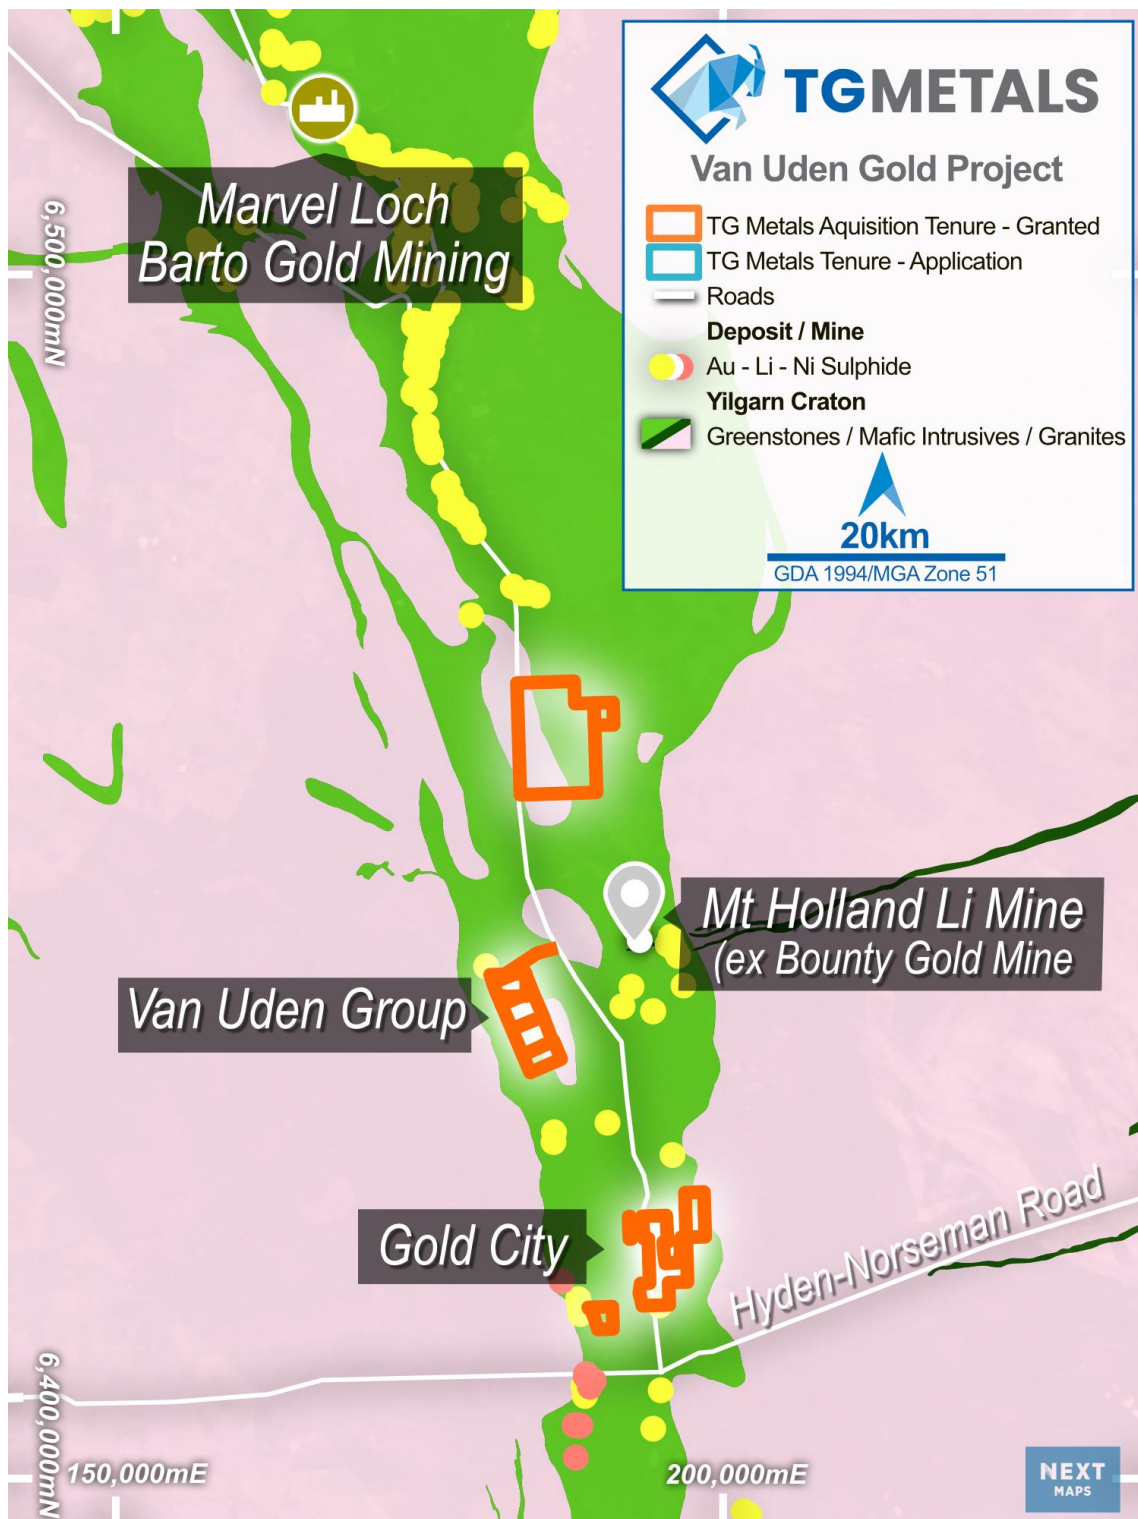 TGMETALS
Van Uden Gold Project
TG Metals Aquisition Tenure - Granted
TG Metals Tenure - Application
Roads
Deposit / Mine
Au - Li - Ni Sulphide
Yilgarn Craton
Greenstones / Mafic Intrusives / Granites
20km
GDA 1994/MGA Zone 51
Marvel Loch
Barto Gold Mining
6,500,000mN
Mt Holland Li Mine
(ex Bounty Gold Mine
Van Uden Group
Gold City
Hyden-Norseman Road
6,400,000mN
150,000mE
200,000mE
NEXT
MAPS